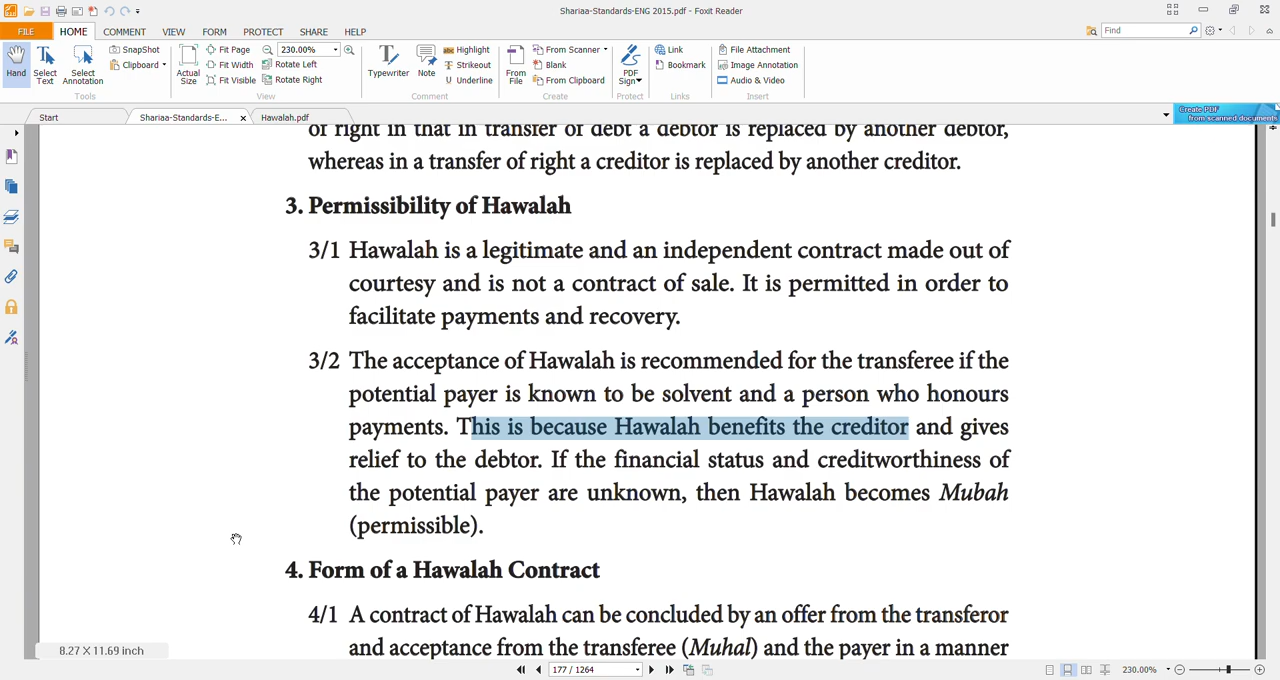 Shariaa-Standards-ENG 2015.pdf - Foxit Reader
FILE HOME COMMENT VIEW FORM PROTECT SHARE HELP Find
Hand
Select Text
Select Annotation
SnapShot
Clipboard
Tools
Actual Size
Fit Page
Fit Width
Fit Visible
230.00%
Rotate Left
Rotate Right
View
Typewriter
Note
Highlight
Strikeout
Underline
Comment
From File
From Scanner
Blank
From Clipboard
Create
PDF Sign
Protect
Link
Bookmark
Links
File Attachment
Image Annotation
Audio & Video
Insert
Start Shariaa-Standards-E... Hawalah.pdf
Create PDF
from scanned documents
of right in that in transfer of debt a debtor is replaced by another debtor,
whereas in a transfer of right a creditor is replaced by another creditor.
3. Permissibility of Hawalah
3/1 Hawalah is a legitimate and an independent contract made out of
courtesy and is not a contract of sale. It is permitted in order to
facilitate payments and recovery.
3/2 The acceptance of Hawalah is recommended for the transferee if the
potential payer is known to be solvent and a person who honours
payments. This is because Hawalah benefits the creditor and gives
relief to the debtor. If the financial status and creditworthiness of
the potential payer are unknown, then Hawalah becomes Mubah
(permissible).
4. Form of a Hawalah Contract
4/1 A contract of Hawalah can be concluded by an offer from the transferor
and acceptance from the transferee (Muhal) and the payer in a manner
8.27 X 11.69 inch
177 / 1264
230.00%